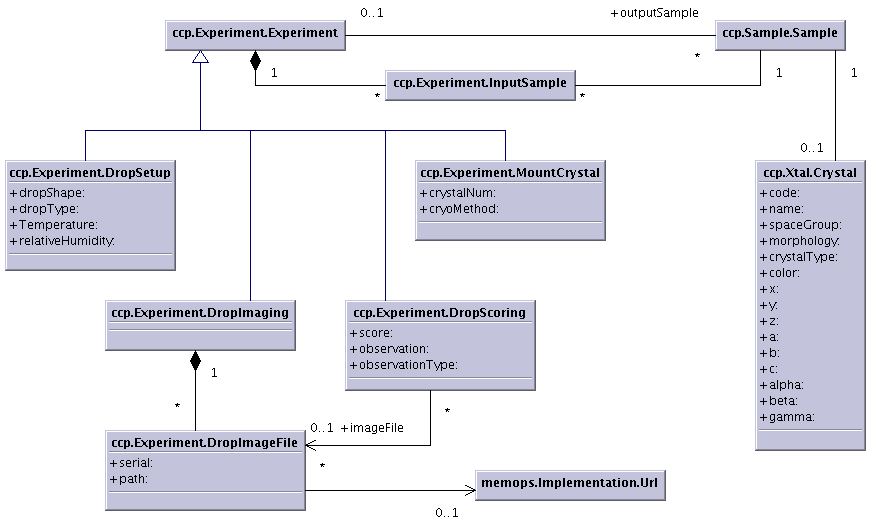 ccp.Experiment.Experiment
0..1
+outputSample
*
ccp.Sample.Sample
1
*
ccp.Experiment.InputSample
*
1
1
0..1
ccp.Experiment.DropSetup
+dropShape:
+dropType:
+Temperature:
+relativeHumidity:
ccp.Experiment.MountCrystal
+crystalNum:
+cryoMethod:
ccp.Xtal.Crystal
+code:
+name:
+spaceGroup:
+morphology:
+crystalType:
+color:
+x:
+y:
+z:
+a:
+b:
+c:
+alpha:
+beta:
+gamma:
ccp.Experiment.DropImaging
1
*
ccp.Experiment.DropScoring
+score:
+observation:
+observationType:
*
0..1 +imageFile
ccp.Experiment.DropImageFile
+serial:
+path:
*
0..1
memops.Implementation.Url